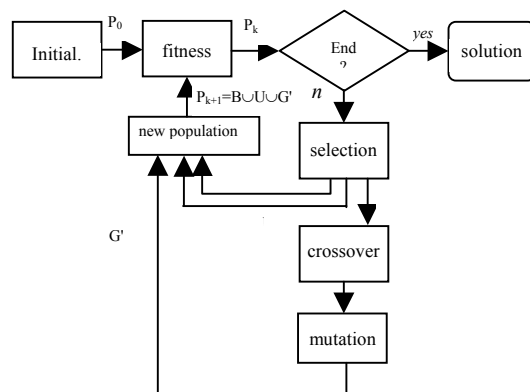 P0
Initial.
fitness
Pk
End
?
yes
solution
n
Pk+1=B∪U∪G'
new population
selection
G'
crossover
mutation